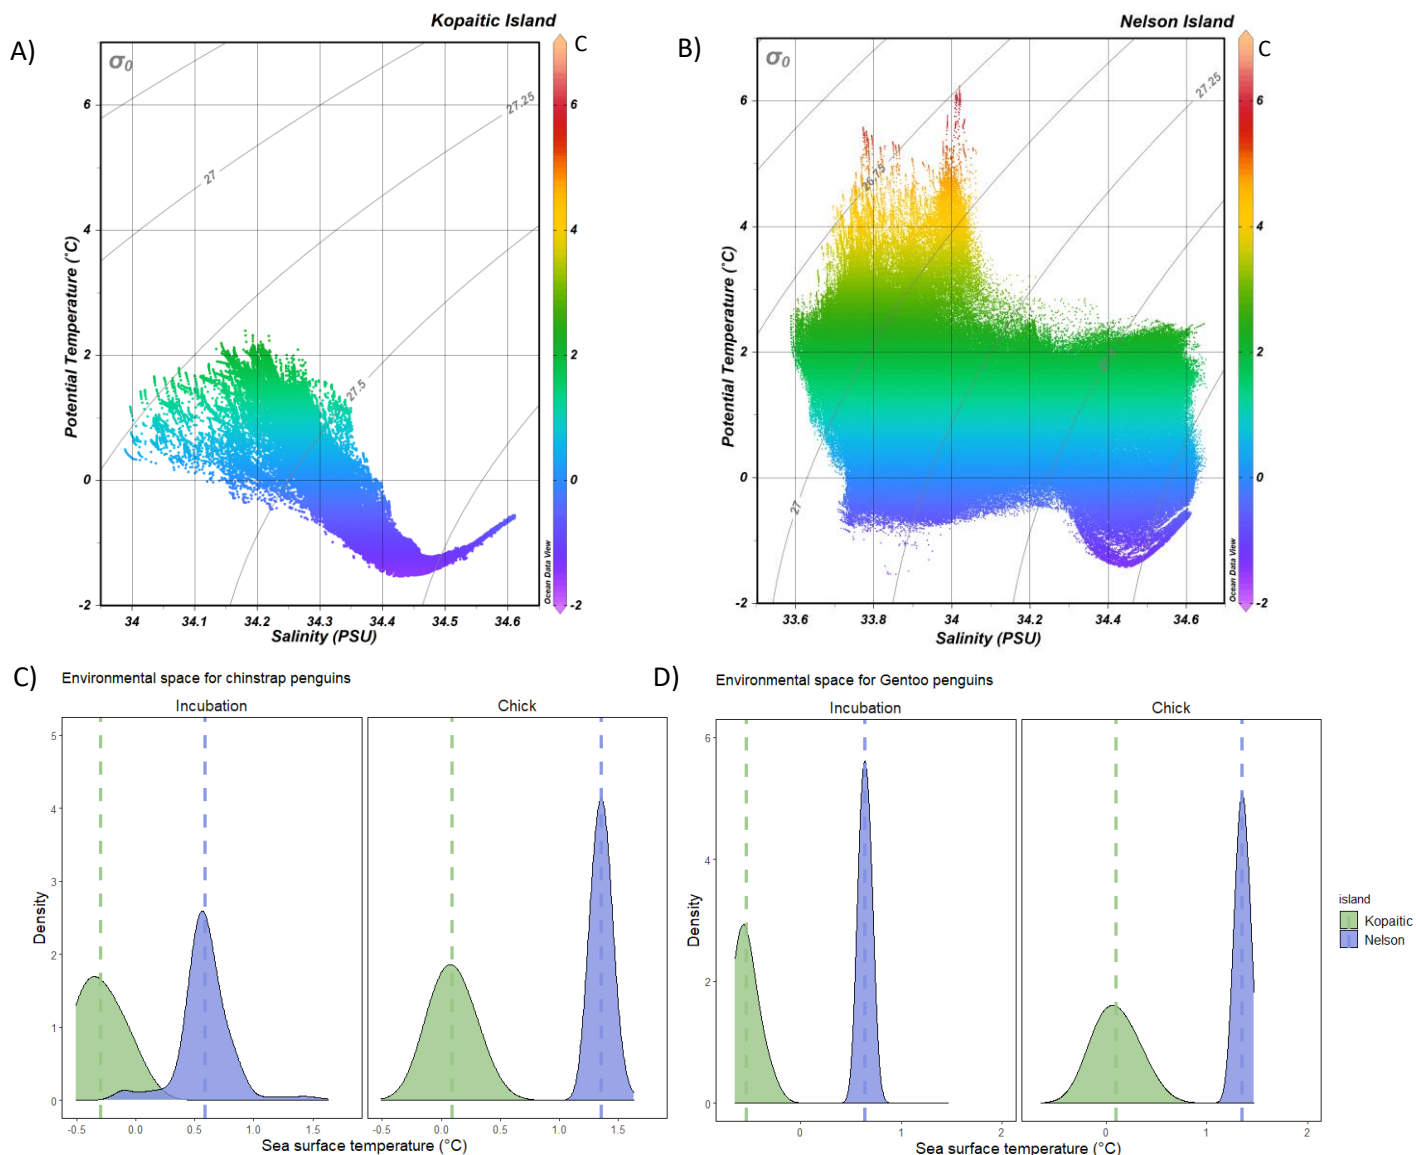 A)
Kopaitic Island
σ0
C
27.25
27
27.5
6
4
2
0
-2
Potential Temperature (°C)
34
34.1
34.2
34.3
34.4
34.5
34.6
Salinity (PSU)
6
4
2
0
-2
Ocean Data View
B)
Nelson Island
σ0
C
27.25
26.75
27
6
4
2
0
-2
Potential Temperature (°C)
33.6
33.8
34
34.2
34.4
34.6
Salinity (PSU)
6
4
2
0
-2
Ocean Data View
C) Environmental space for chinstrap penguins
Incubation
Chick
5
4
3
2
1
0
Density
-0.5
0.0
0.5
1.0
1.5
-0.5
0.0
0.5
1.0
1.5
Sea surface temperature (°C)
D) Environmental space for Gentoo penguins
Incubation
Chick
6
4
2
0
Density
0
1
2
0
1
2
Sea surface temperature (°C)
island
Kopaitic
Nelson